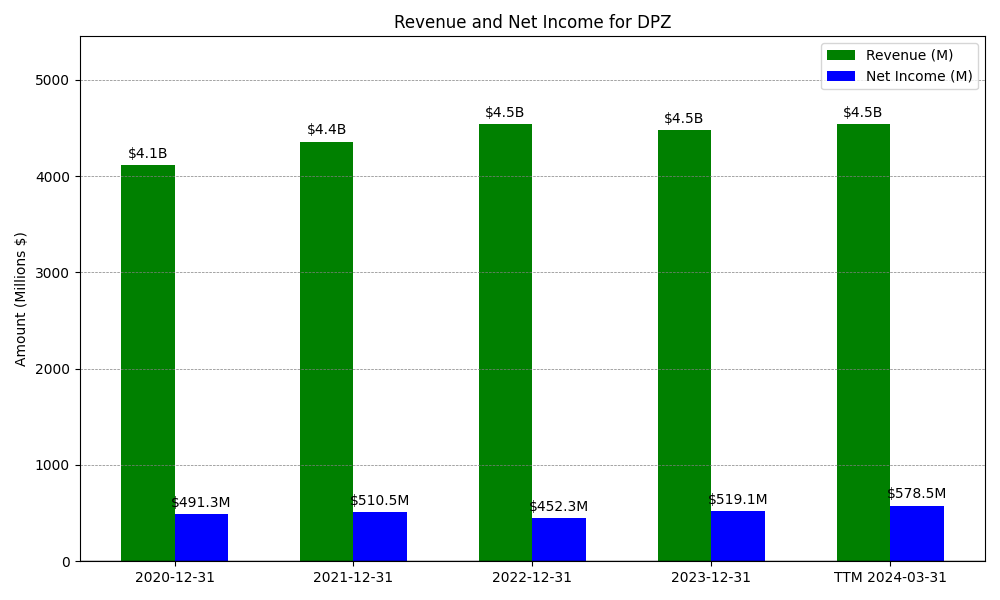 Revenue and Net Income for DPZ
Revenue (M)
Net Income (M)
Amount (Millions $)
5000
4000
3000
2000
1000
0
$4.1B
$4.4B
$4.5B
$4.5B
$4.5B
$491.3M
$510.5M
$452.3M
$519.1M
$578.5M
2020-12-31
2021-12-31
2022-12-31
2023-12-31
TTM 2024-03-31